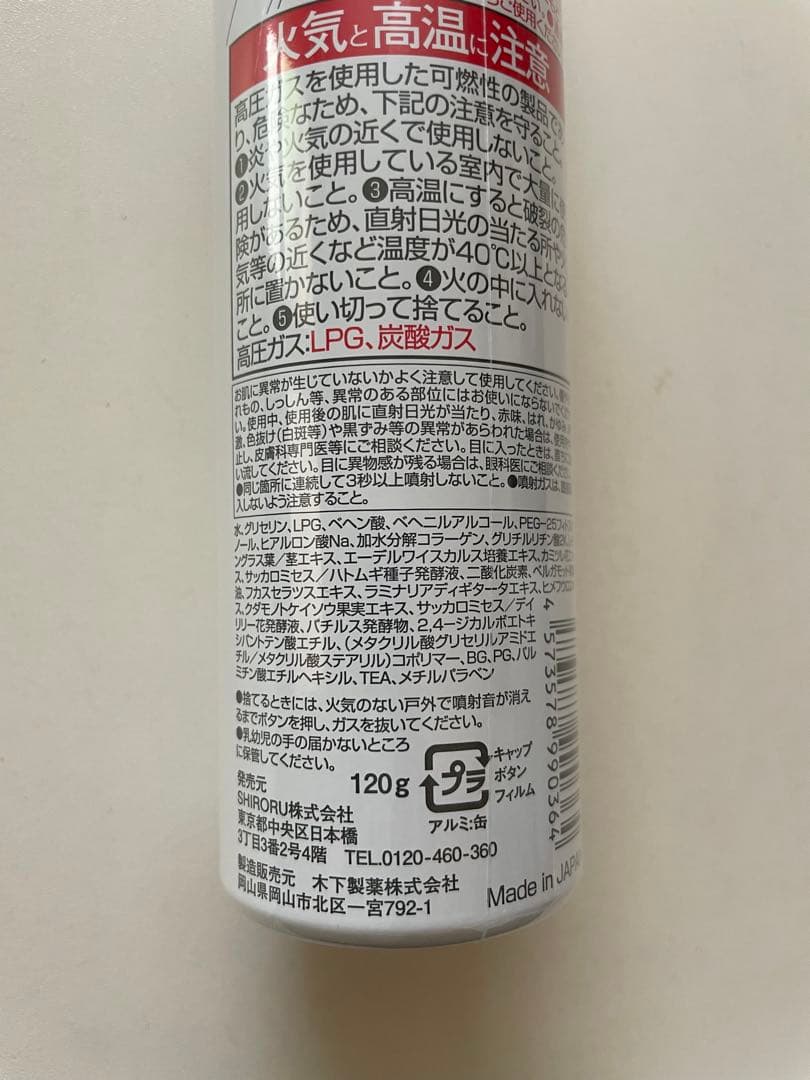 ご使用くだ
火気と高温に注意
高圧ガスを使用した可燃性の製品であ
り、危険なため、下記の注意を守ること。
❶炎や火気の近くで使用しないこと。
❷火気を使用している室内で大量に使
用しないこと。❸高温にすると破裂の危
険があるため、直射日光の当たる所や火
気等の近くなど温度が40℃以上となる
所に置かないこと。❹火の中に入れない
こと。❺使い切って捨てること。
高圧ガス:LPG、炭酸ガス
お肌に異常が生じていないかよく注意して使用してください。
れもの、しっしん等、異常のある部位にはお使いにならないでくださ
い。使用中、使用後の肌に直射日光が当たり、赤味、はれ、かゆみ、
激、色抜け(白斑等)や黒ずみ等の異常があらわれた場合は、使用を
止し、皮膚科専門医等にご相談ください。目に入ったときは、直ちに
い流してください。目に異物感が残る場合は、眼科医にご相談くださ
●同じ箇所に連続して3秒以上噴射しないこと。●噴射ガスは、直接
入しないよう注意すること。
水、グリセリン、LPG、ベヘン酸、ベヘニルアルコール、PEG-25フィトス
ノール、ヒアルロン酸Na、加水分解コラーゲン、グリチルリチン酸2K、
ングラス葉/茎エキス、エーデルワイスカルス培養エキス、カミツレ花エ
ス、サッカロミセス/ハトムギ種子発酵液、二酸化炭素、ベルガモット
油、フカスセラツスエキス、ラミナリアディギタータエキス、ヒメフウロエ
ス、クダモノトケイソウ果実エキス、サッカロミセス/デイ
リリー花発酵液、バチルス発酵物、2,4-ジカルボエトキ
シパントテン酸エチル、(メタクリル酸グリセリルアミドエ
チル/メタクリル酸ステアリル)コポリマー、BG、PG、パル
ミチン酸エチルヘキシル、TEA、メチルパラベン
●捨てるときには、火気のない戸外で噴射音が消え
るまでボタンを押し、ガスを抜いてください。
●乳幼児の手の届かないところ
に保管してください。
120g
プラ
キャップ
ボタン
フィルム
アルミ:缶
発売元
SHIRORU株式会社
東京都中央区日本橋
3丁目3番2号4階 TEL.0120-460-360
製造販売元 木下製薬株式会社
岡山県岡山市北区一宮792-1
Made in JAPA
4 573578 990364